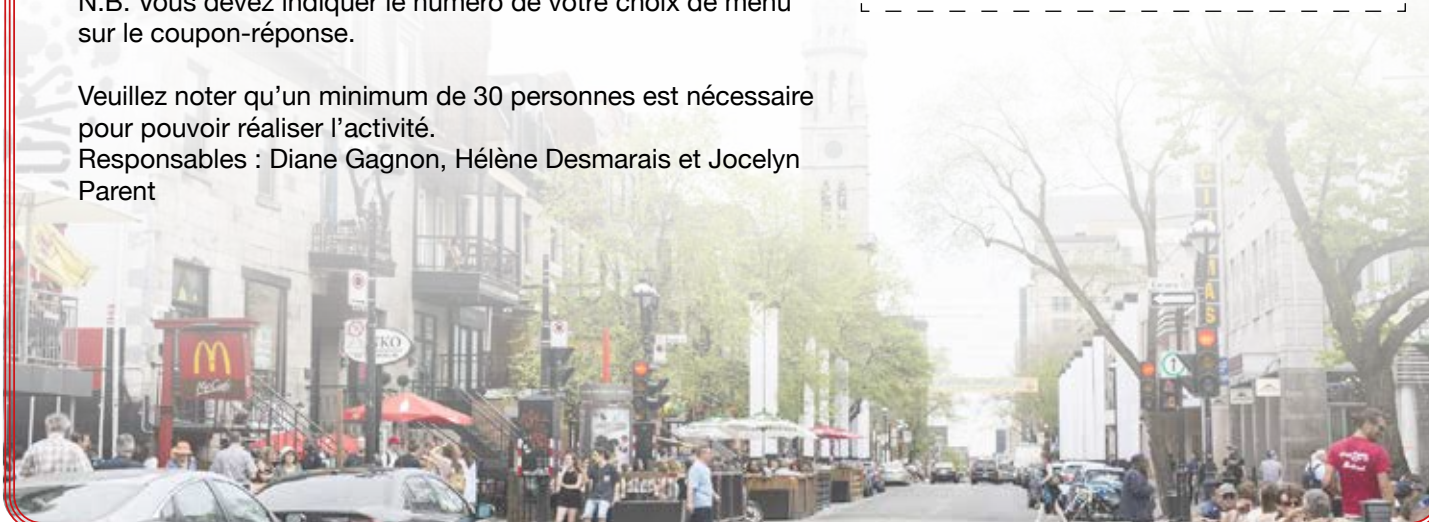 N.B. Vous devez indiquer le numéro de votre choix de menu
sur le coupon-réponse.
Veuillez noter qu'un minimum de 30 personnes est nécessaire
pour pouvoir réaliser l'activité.
Responsables : Diane Gagnon, Hélène Desmarais et Jocelyn
Parent
McCafé